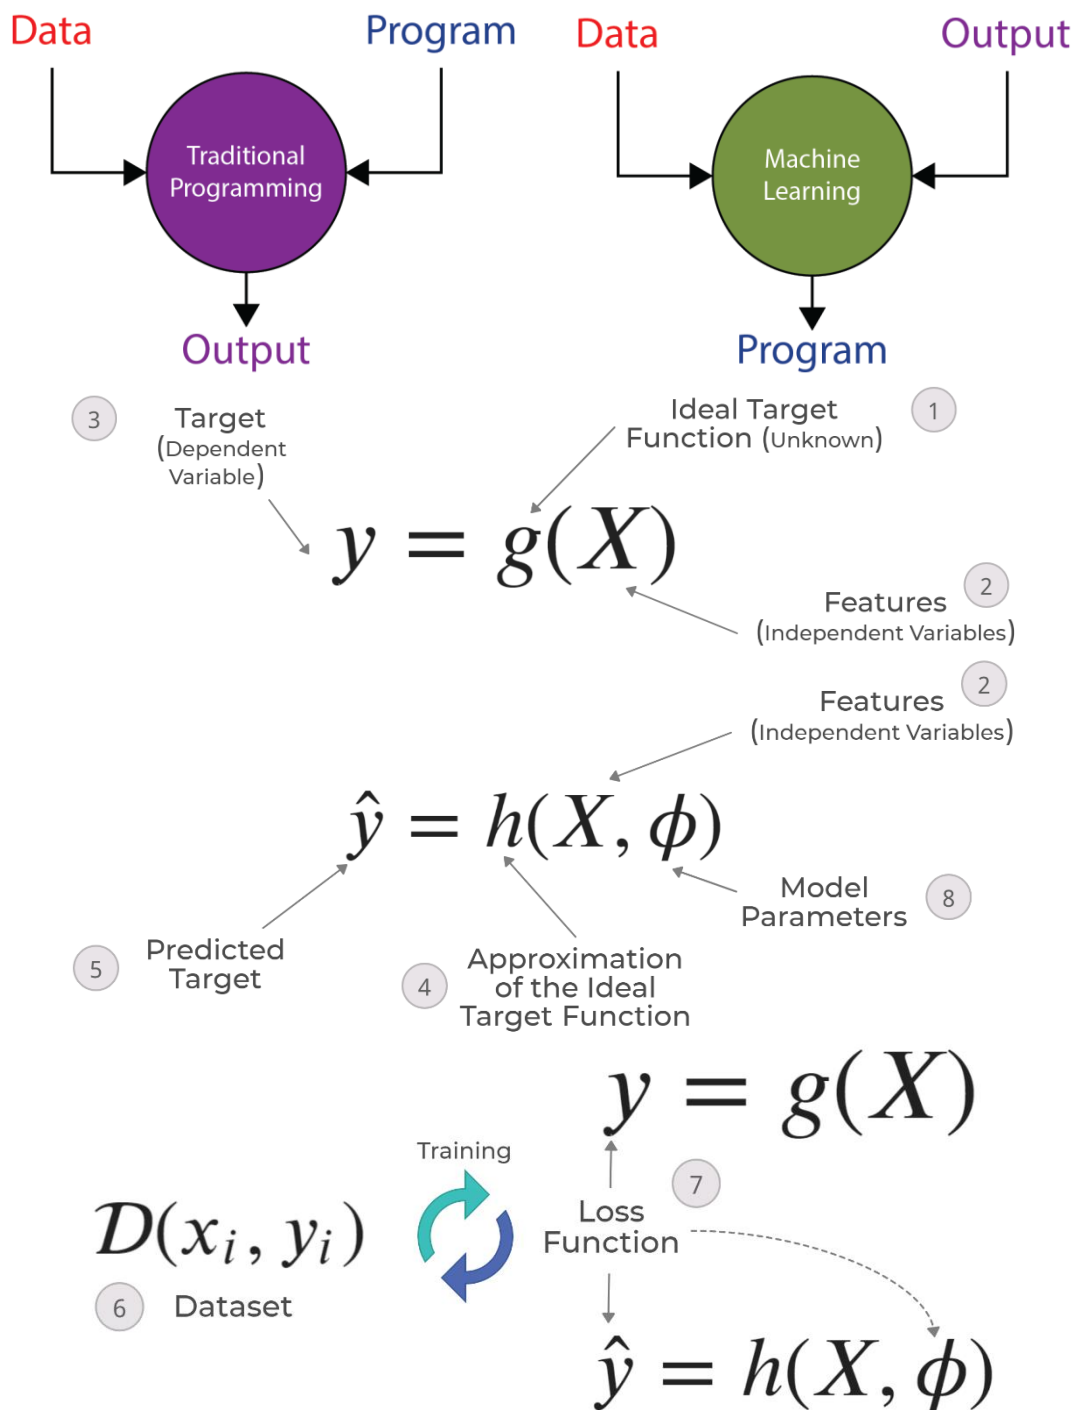 Data
Program
Data
Output
Traditional
Programming
Machine
Learning
Output
Program
3
Target
(Dependent
Variable)
Ideal Target
Function (Unknown)
1
y = g(X)
2
Features
(Independent Variables)
2
Features
(Independent Variables)
ŷ = h(X, ϕ)
Model
Parameters
8
5
Predicted
Target
4
Approximation
of the Ideal
Target Function
y = g(X)
Training
7
𝒟(xᵢ, yᵢ)
Loss
Function
6
Dataset
ŷ = h(X, ϕ)